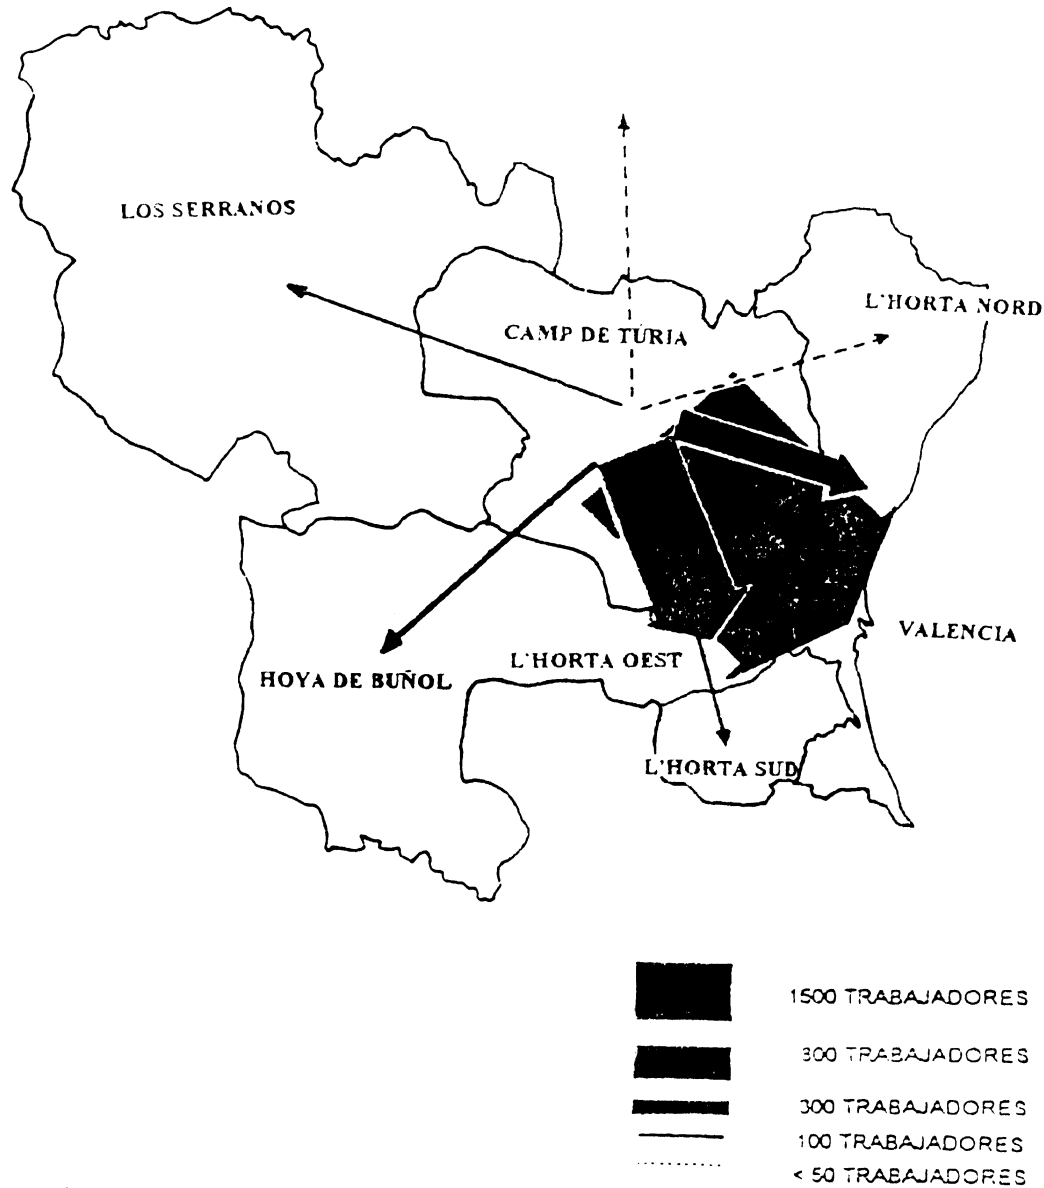 LOS SERRANOS
L'HORTA NORD
CAMP DE TÚRIA
VALENCIA
L'HORTA OEST
HOYA DE BUÑOL
L'HORTA SUD
1500 TRABAJADORES
300 TRABAJADORES
300 TRABAJADORES
100 TRABAJADORES
< 50 TRABAJADORES